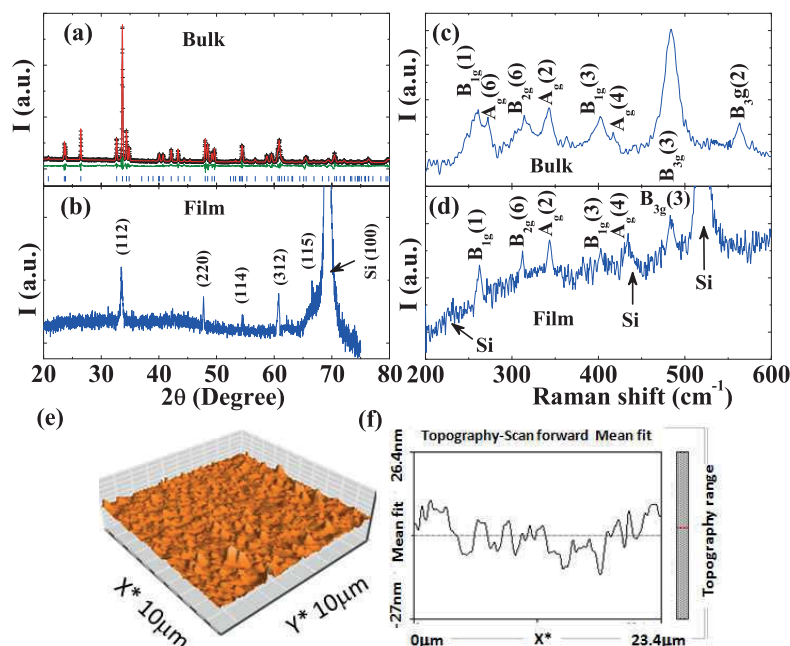 (a)
Bulk
I (a.u.)
(b)
Film
(112)
(220)
(114)
(312)
(115)
Si (100)
I (a.u.)
20 30 40 50 60 70 80
2θ (Degree)
(c)
B1g(1)
Ag(6)
B2g(6)
Ag(2)
B1g(3)
Ag(4)
B3g(3)
B3g(2)
Bulk
I (a.u.)
(d)
B1g(1)
B2g(6)
Ag(2)
B1g(3)
Ag(4)
B3g(3)
Si
Si
Si
Film
I (a.u.)
200 300 400 500 600
Raman shift (cm-1)
(e)
X* 10μm
Y* 10μm
(f)
Topography-Scan forward Mean fit
26.4nm
Mean fit
-27nm
0μm X* 23.4μm
Topography range